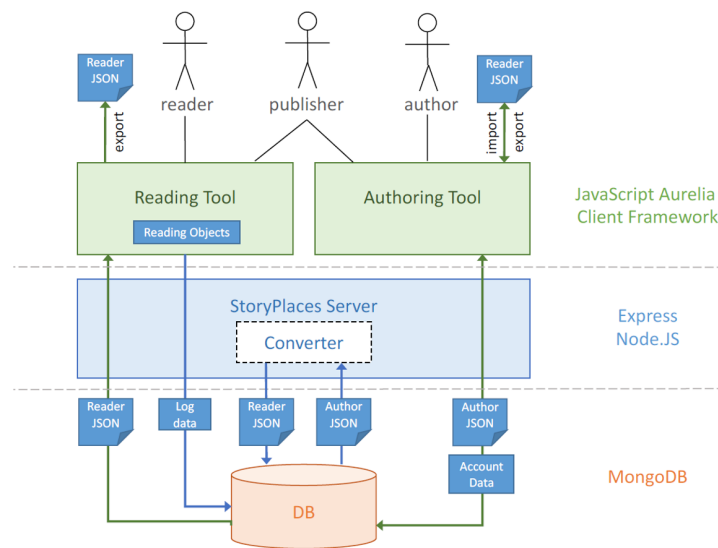 Reader
JSON
export
reader
publisher
author
Reader
JSON
import
export
Reading Tool
Reading Objects
Authoring Tool
JavaScript Aurelia
Client Framework
StoryPlaces Server
Converter
Express
Node.JS
Reader
JSON
Log
data
Reader
JSON
Author
JSON
Author
JSON
Account
Data
DB
MongoDB